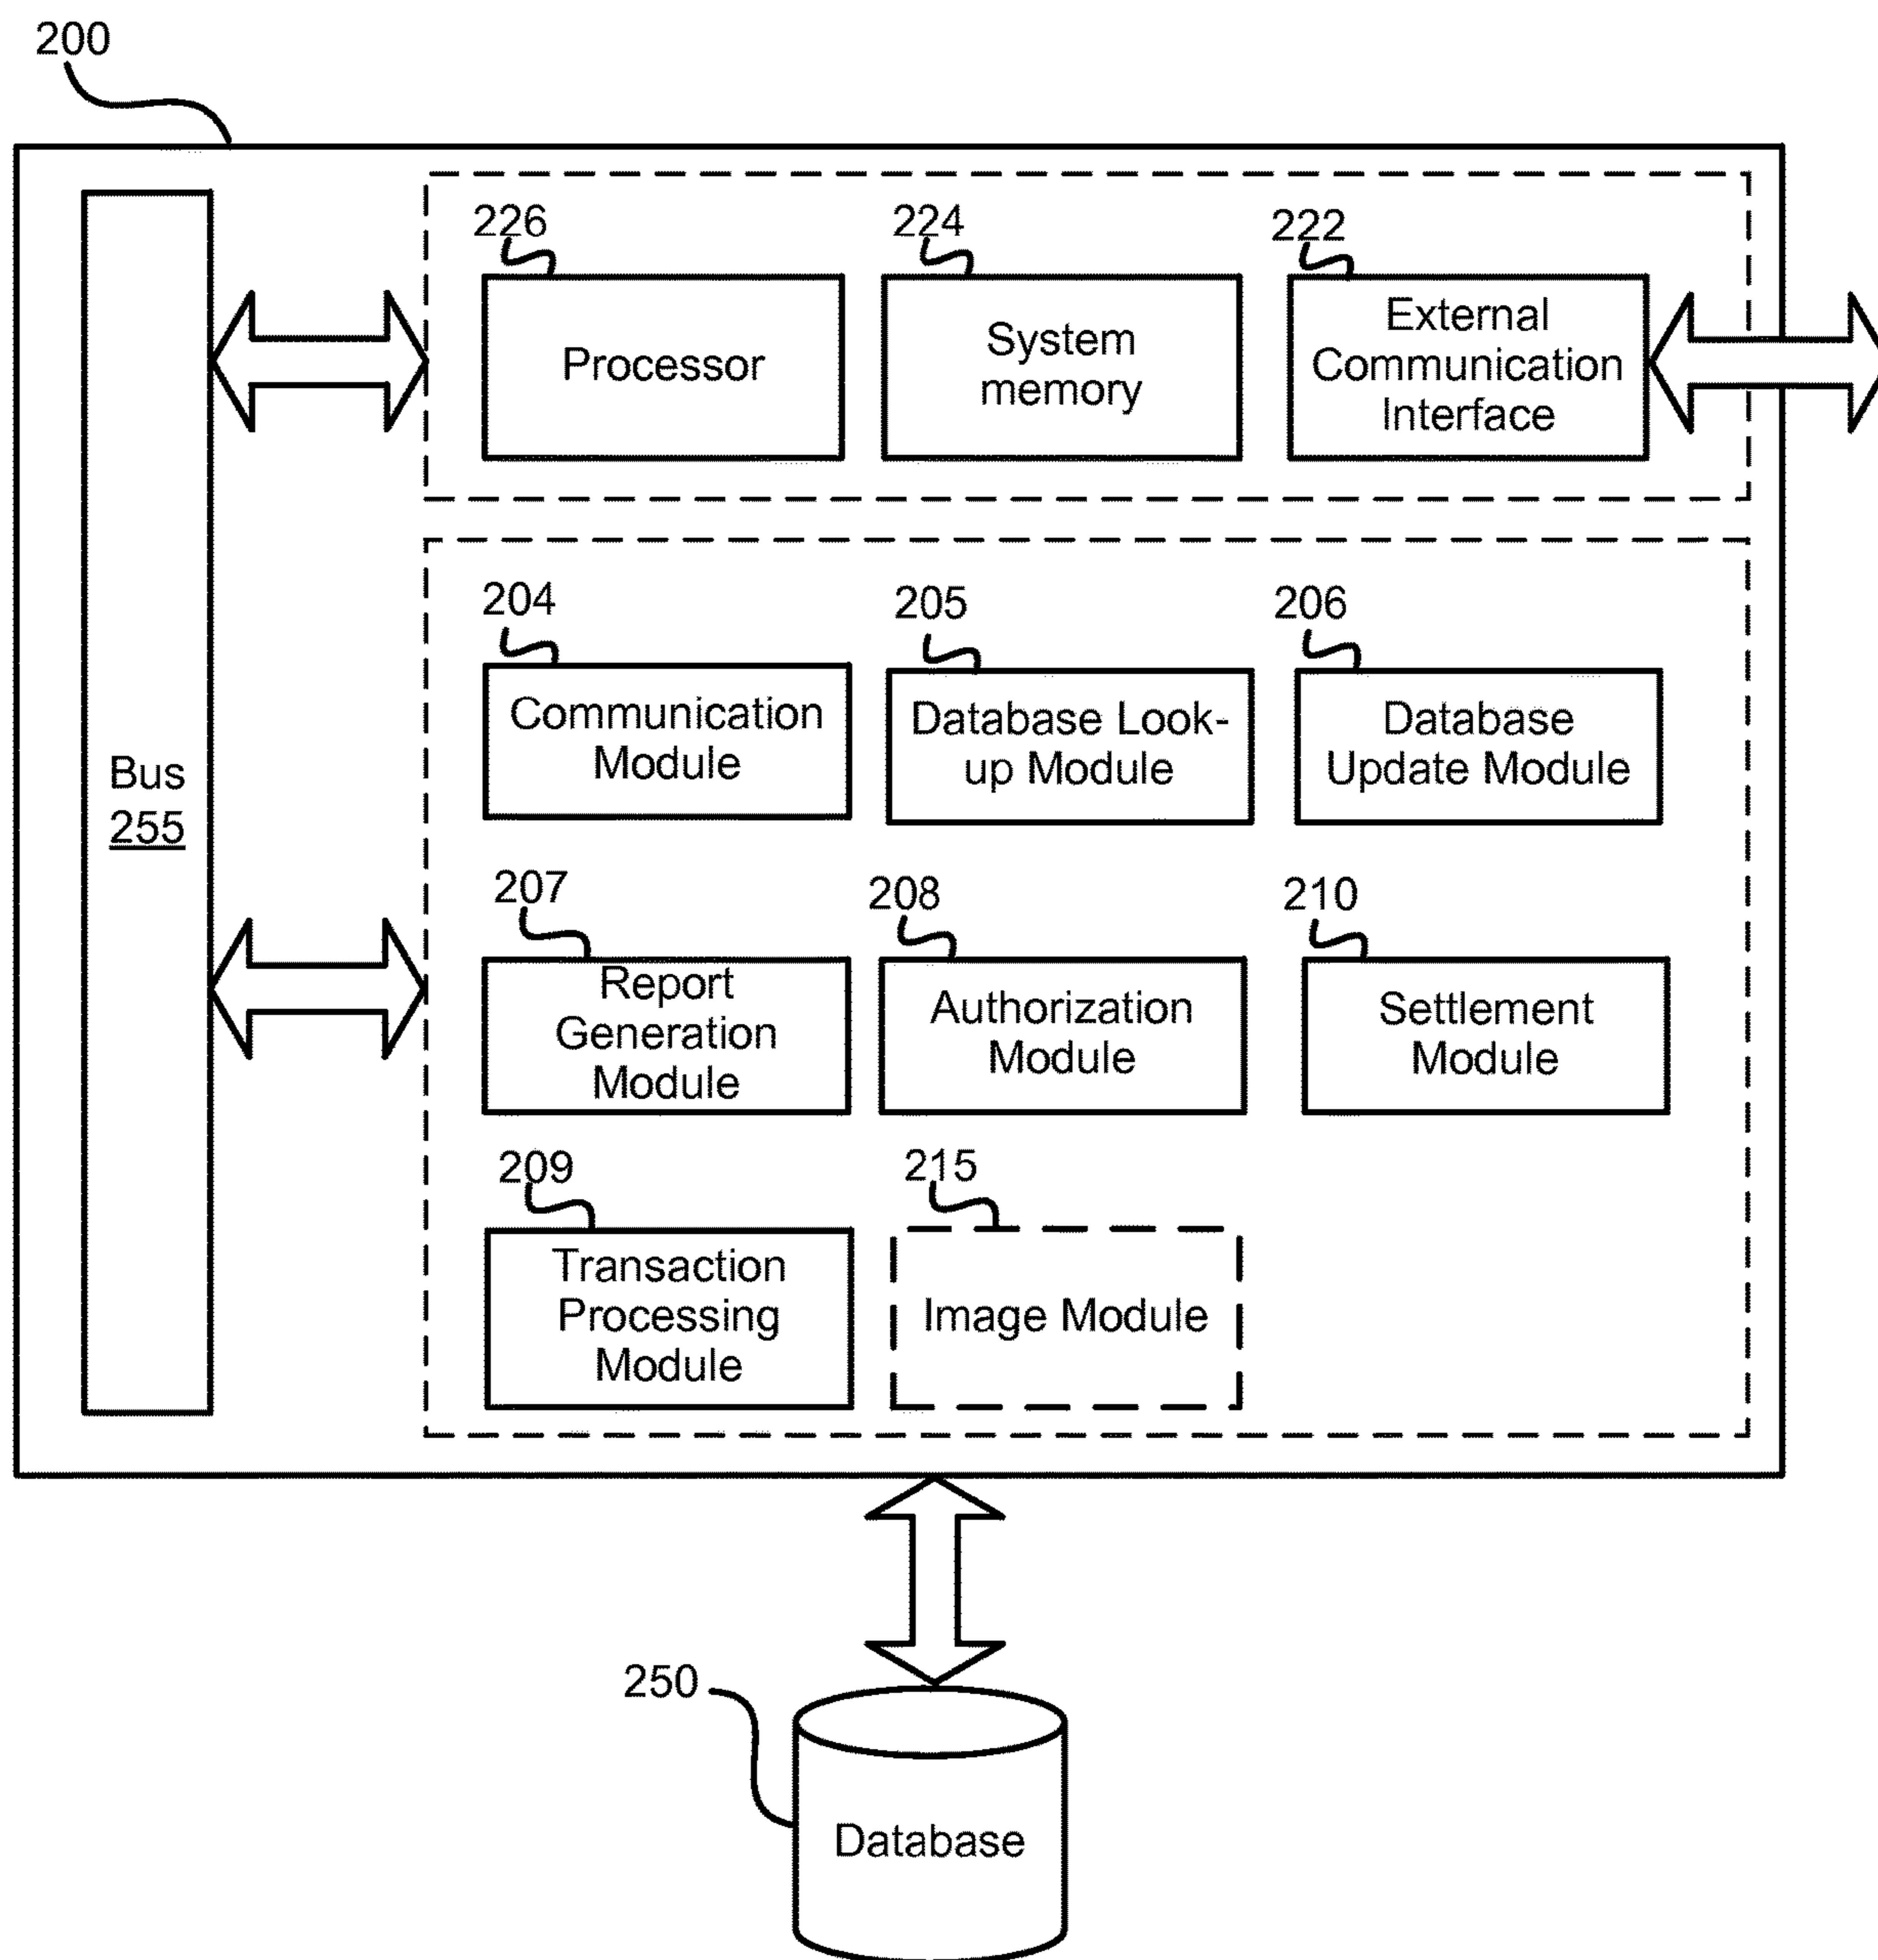 200
226
224
222
Processor
System
memory
External
Communication
Interface
204
205
206
Communication
Module
Database Look-
up Module
Database
Update Module
Bus
255
207
208
210
Report
Generation
Module
Authorization
Module
Settlement
Module
209
215
Transaction
Processing
Module
Image Module
250
Database